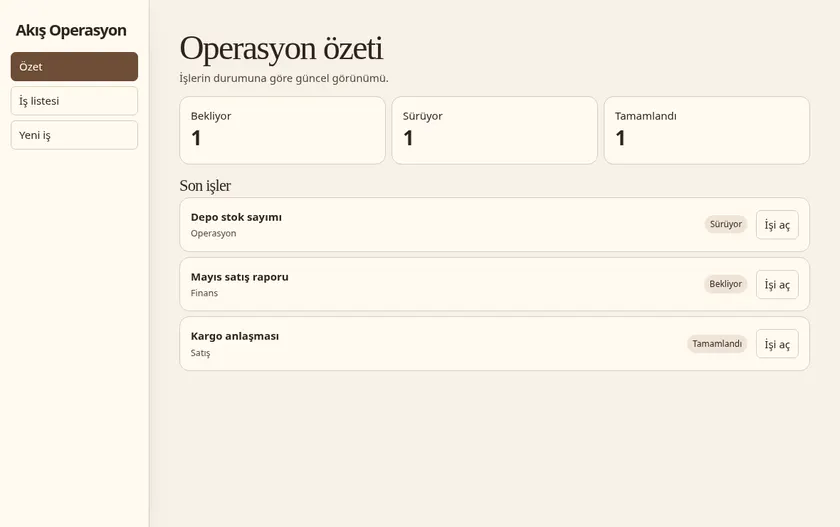 Akış Operasyon
Özet
İş listesi
Yeni iş
Operasyon özeti
İşlerin durumuna göre güncel görünümü.
Bekliyor
1
Sürüyor
1
Tamamlandı
1
Son işler
Depo stok sayımı
Operasyon
Sürüyor
İşi aç
Mayıs satış raporu
Finans
Bekliyor
İşi aç
Kargo anlaşması
Satış
Tamamlandı
İşi aç